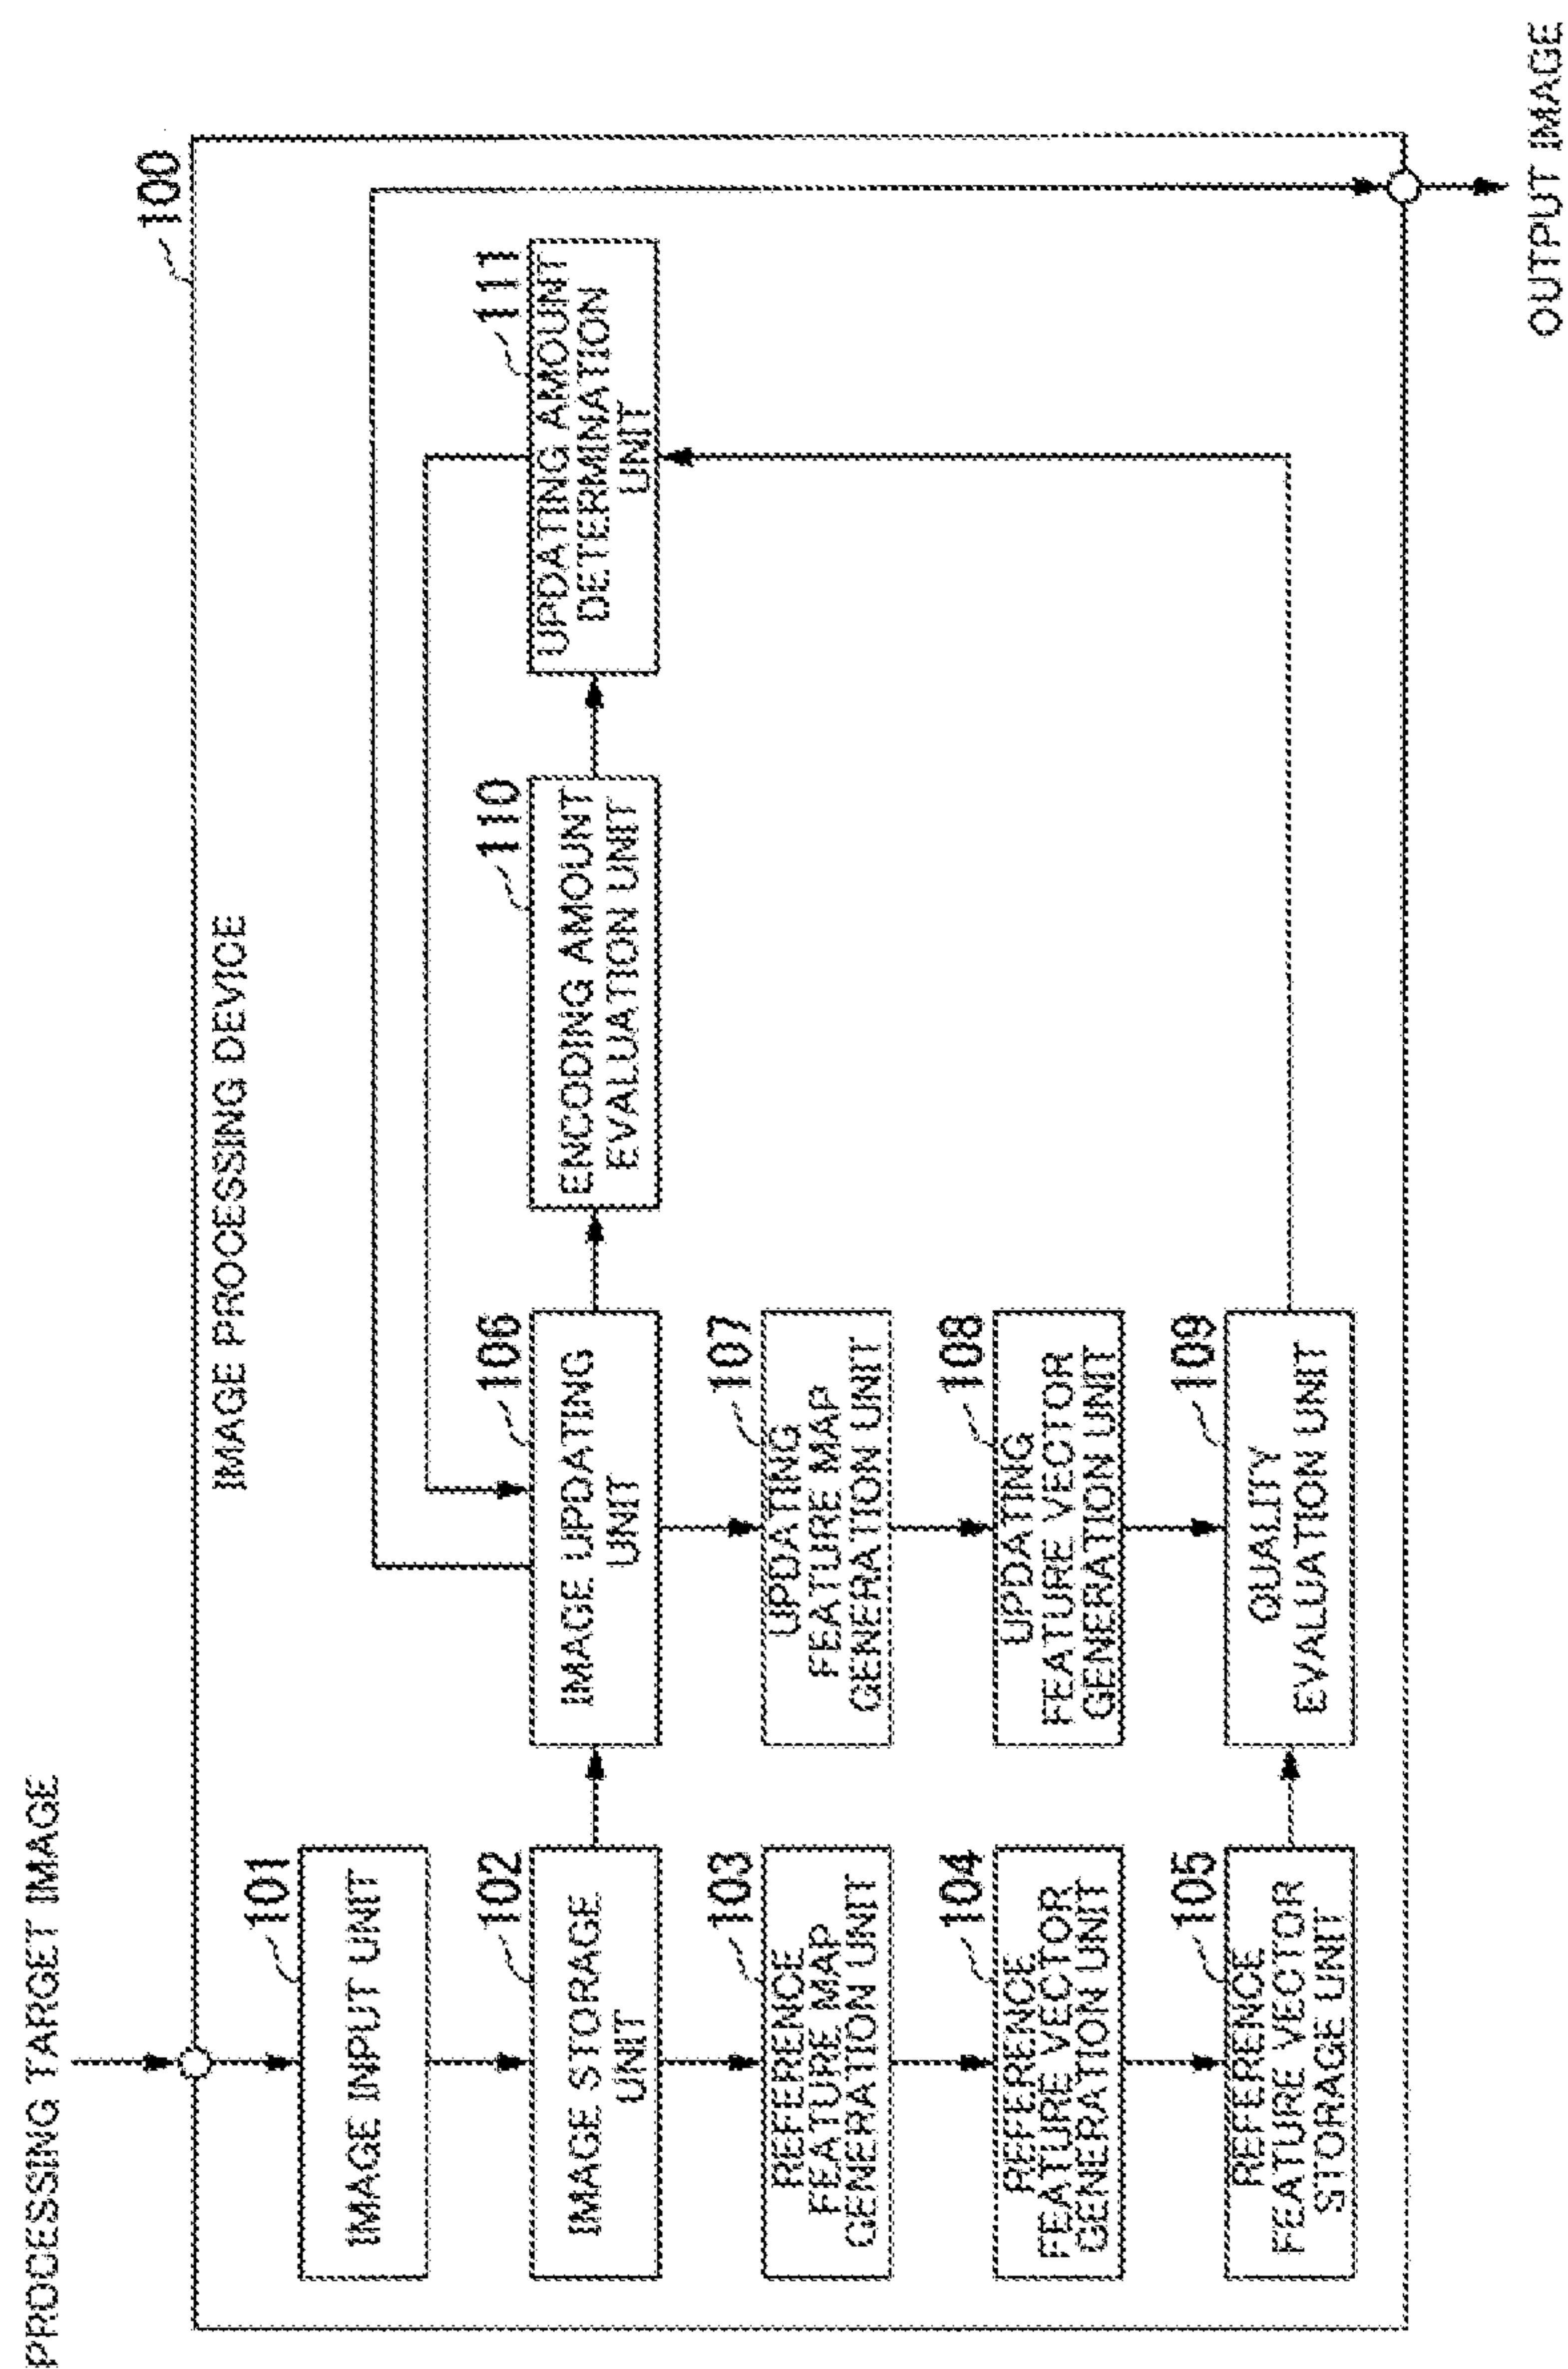 PROCESSING TARGET IMAGE
100
IMAGE PROCESSING DEVICE
101
IMAGE INPUT UNIT
102
IMAGE STORAGE
UNIT
106
IMAGE UPDATING
UNIT
110
ENCODING AMOUNT
EVALUATION UNIT
111
UPDATING AMOUNT
DETERMINATION
UNIT
103
REFERENCE
FEATURE MAP
GENERATION UNIT
107
UPDATING
FEATURE MAP
GENERATION UNIT
104
REFERENCE
FEATURE VECTOR
GENERATION UNIT
108
UPDATING
FEATURE VECTOR
GENERATION UNIT
105
REFERENCE
FEATURE VECTOR
STORAGE UNIT
109
QUALITY
EVALUATION UNIT
OUTPUT IMAGE